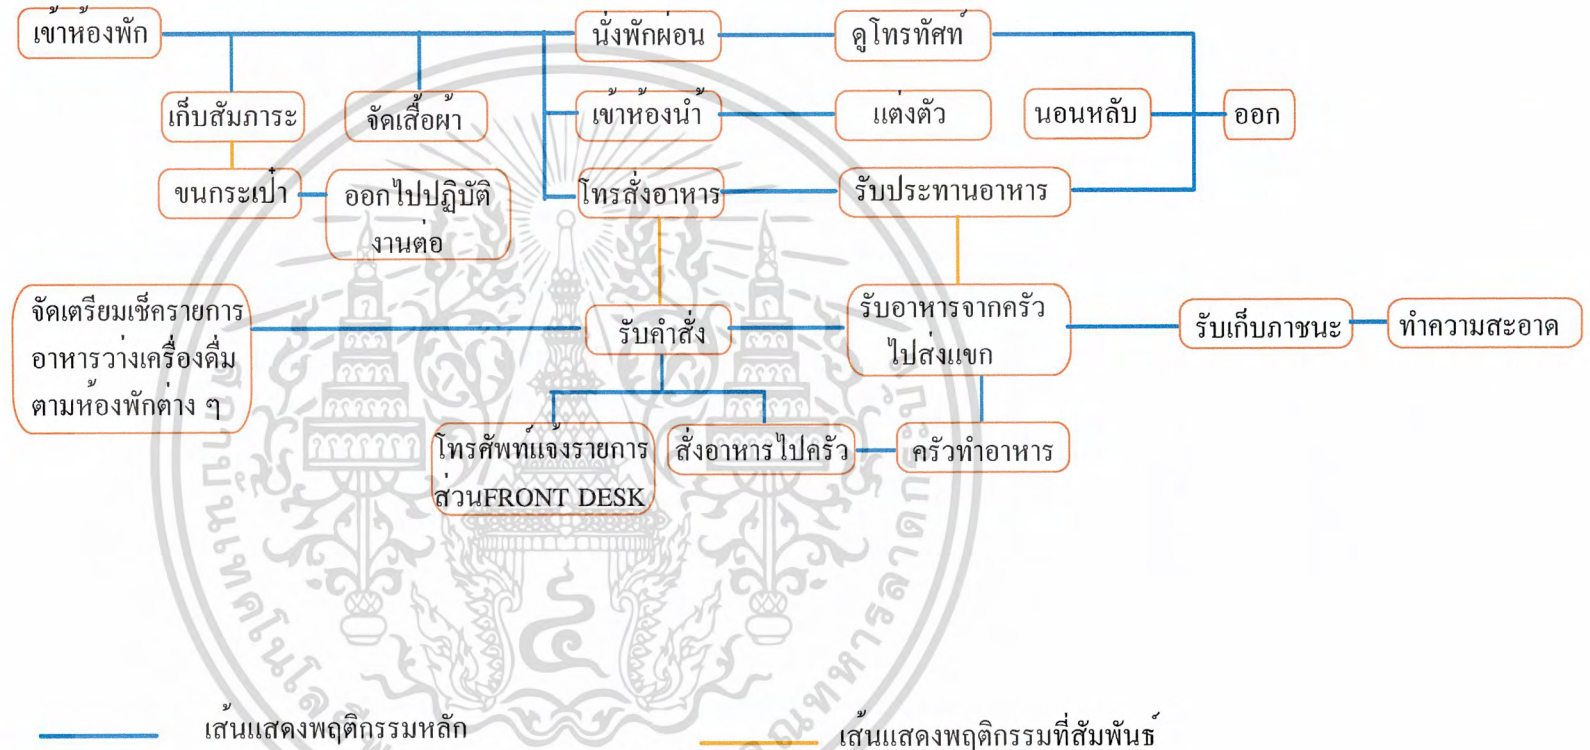 เข้าห้องพัก
นั่งพักผ่อน
ดูโทรทัศท์
เก็บสัมภาระ
จัดเสื้อผ้า
เข้าห้องน้ำ
แต่งตัว
นอนหลับ
ออก
ขนกระเป๋า
ออกไปปฏิบัติ
งานต่อ
โทรสั่งอาหาร
รับประทานอาหาร
จัดเตรียมเช็ครายการ
อาหารว่างเครื่องดื่ม
ตามห้องพักต่าง ๆ
รับคำสั่ง
รับอาหารจากครัว
ไปส่งแขก
รับเก็บภาชนะ
ทำความสะอาด
โทรศัพท์แจ้งรายการ
ส่วนFRONT DESK
สั่งอาหารไปครัว
ครัวทำอาหาร
เส้นแสดงพฤติกรรมหลัก
เส้นแสดงพฤติกรรมที่สัมพันธ์